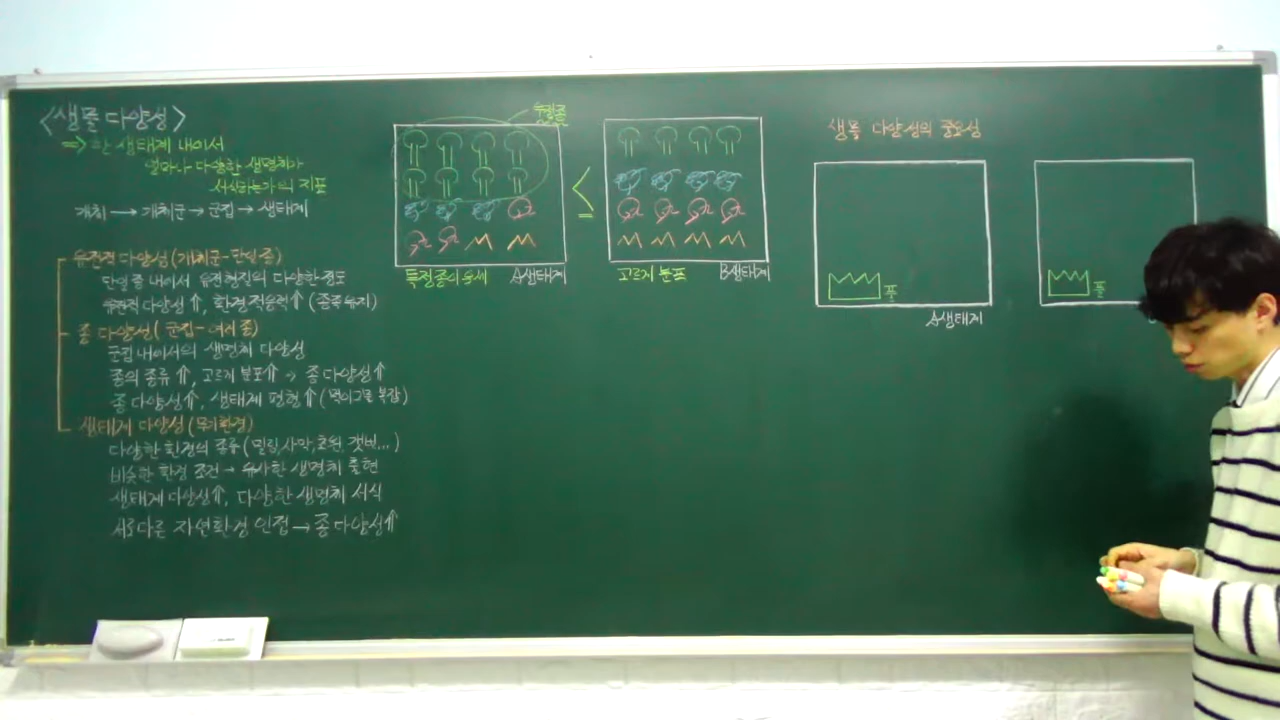 <생물 다양성>
⇒ 한 생태계 내에서
얼마나 다양한 생명체가
서식하는가의 지표
개체 → 개체군 → 군집 → 생태계
유전적 다양성 (개체군-단일종)
단일종 내에서 유전형질의 다양한 정도
유전적 다양성⇑, 환경적응력⇑ (종족유지)
종 다양성 (군집-여러 종)
군집 내에서의 생명체 다양성
종의 종류⇑, 고르게 분포⇑ → 종다양성⇑
종 다양성⇑, 생태계 평형⇑ (먹이그물 복잡)
생태계 다양성 (무기환경)
다양한 환경의 종류 (밀림, 사막, 초원, 갯벌...)
비슷한 환경 조건 → 유사한 생명체 출현
생태계 다양성⇑, 다양한 생명체 서식
서로다른 자연환경 인접 → 종다양성⇑
우점종
<
특정종이 우세
A생태계
고르게 분포
B생태계
생물 다양성의 중요성
풀
A생태계
풀